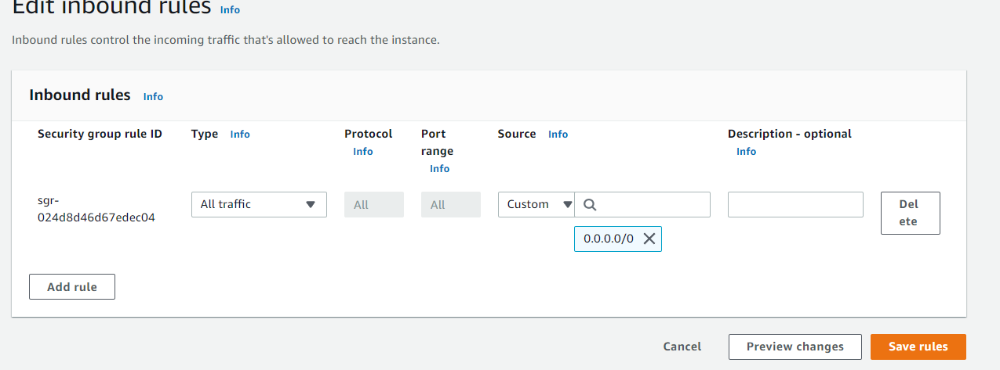 Edit inbound rules Info
Inbound rules control the incoming traffic that's allowed to reach the instance.
Inbound rules Info
Security group rule ID Type Info Protocol Info Port range Info Source Info Description - optional Info
sgr-
024d8d46d67edec04
All traffic
All
All
Custom
0.0.0.0/0
Del
ete
Add rule
Cancel Preview changes Save rules